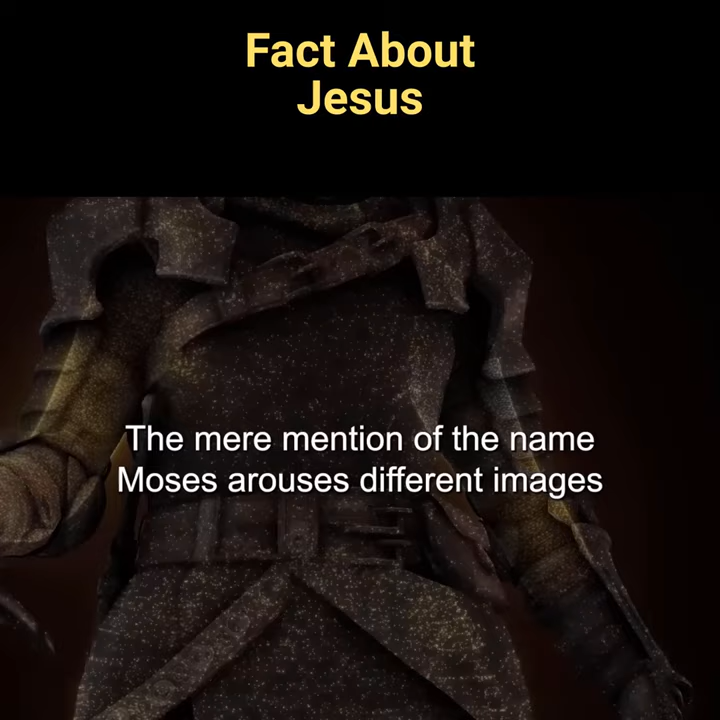 Fact About
Jesus
The mere mention of the name
Moses arouses different images